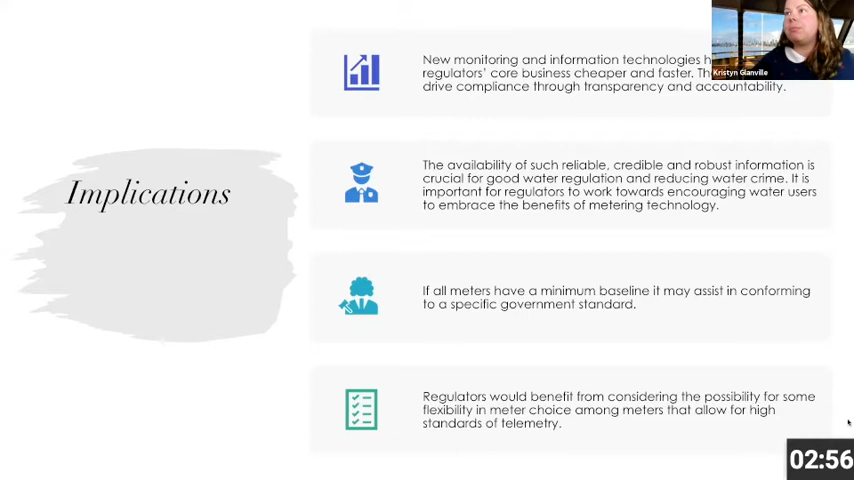 Implications
New monitoring and information technologies
regulators' core business cheaper and faster.
drive compliance through transparency and accountability.
The availability of such reliable, credible and robust information is
crucial for good water regulation and reducing water crime. It is
important for regulators to work towards encouraging water users
to embrace the benefits of metering technology.
If all meters have a minimum baseline it may assist in conforming
to a specific government standard.
Regulators would benefit from considering the possibility for some
flexibility in meter choice among meters that allow for high
standards of telemetry.
Kristyn Glanville
02:56